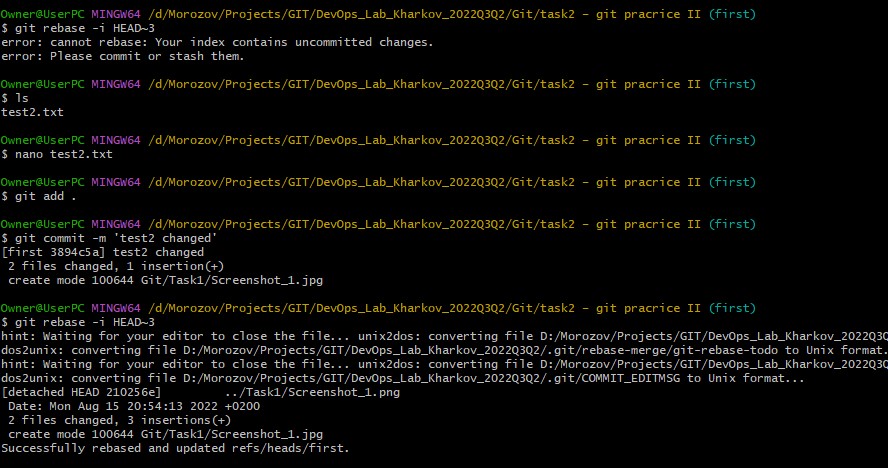 Owner@UserPC MINGW64 /d/Morozov/Projects/GIT/DevOps_Lab_Kharkov_2022Q3Q2/Git/task2 - git pracrice II (first)
$ git rebase -i HEAD~3
error: cannot rebase: Your index contains uncommitted changes.
error: Please commit or stash them.
Owner@UserPC MINGW64 /d/Morozov/Projects/GIT/DevOps_Lab_Kharkov_2022Q3Q2/Git/task2 - git pracrice II (first)
$ ls
test2.txt
Owner@UserPC MINGW64 /d/Morozov/Projects/GIT/DevOps_Lab_Kharkov_2022Q3Q2/Git/task2 - git pracrice II (first)
$ nano test2.txt
Owner@UserPC MINGW64 /d/Morozov/Projects/GIT/DevOps_Lab_Kharkov_2022Q3Q2/Git/task2 - git pracrice II (first)
$ git add .
Owner@UserPC MINGW64 /d/Morozov/Projects/GIT/DevOps_Lab_Kharkov_2022Q3Q2/Git/task2 - git pracrice II (first)
$ git commit -m 'test2 changed'
[first 3894c5a] test2 changed
2 files changed, 1 insertion(+)
create mode 100644 Git/Task1/Screenshot_1.jpg
Owner@UserPC MINGW64 /d/Morozov/Projects/GIT/DevOps_Lab_Kharkov_2022Q3Q2/Git/task2 - git pracrice II (first)
$ git rebase -i HEAD~3
hint: Waiting for your editor to close the file... unix2dos: converting file D:/Morozov/Projects/GIT/DevOps_Lab_Kharkov_2022Q3Q
dos2unix: converting file D:/Morozov/Projects/GIT/DevOps_Lab_Kharkov_2022Q3Q2/.git/rebase-merge/git-rebase-todo to Unix format.
hint: Waiting for your editor to close the file... unix2dos: converting file D:/Morozov/Projects/GIT/DevOps_Lab_Kharkov_2022Q3Q
dos2unix: converting file D:/Morozov/Projects/GIT/DevOps_Lab_Kharkov_2022Q3Q2/.git/COMMIT_EDITMSG to Unix format...
[detached HEAD 210256e] ../Task1/Screenshot_1.png
Date: Mon Aug 15 20:54:13 2022 +0200
2 files changed, 3 insertions(+)
create mode 100644 Git/Task1/Screenshot_1.jpg
Successfully rebased and updated refs/heads/first.